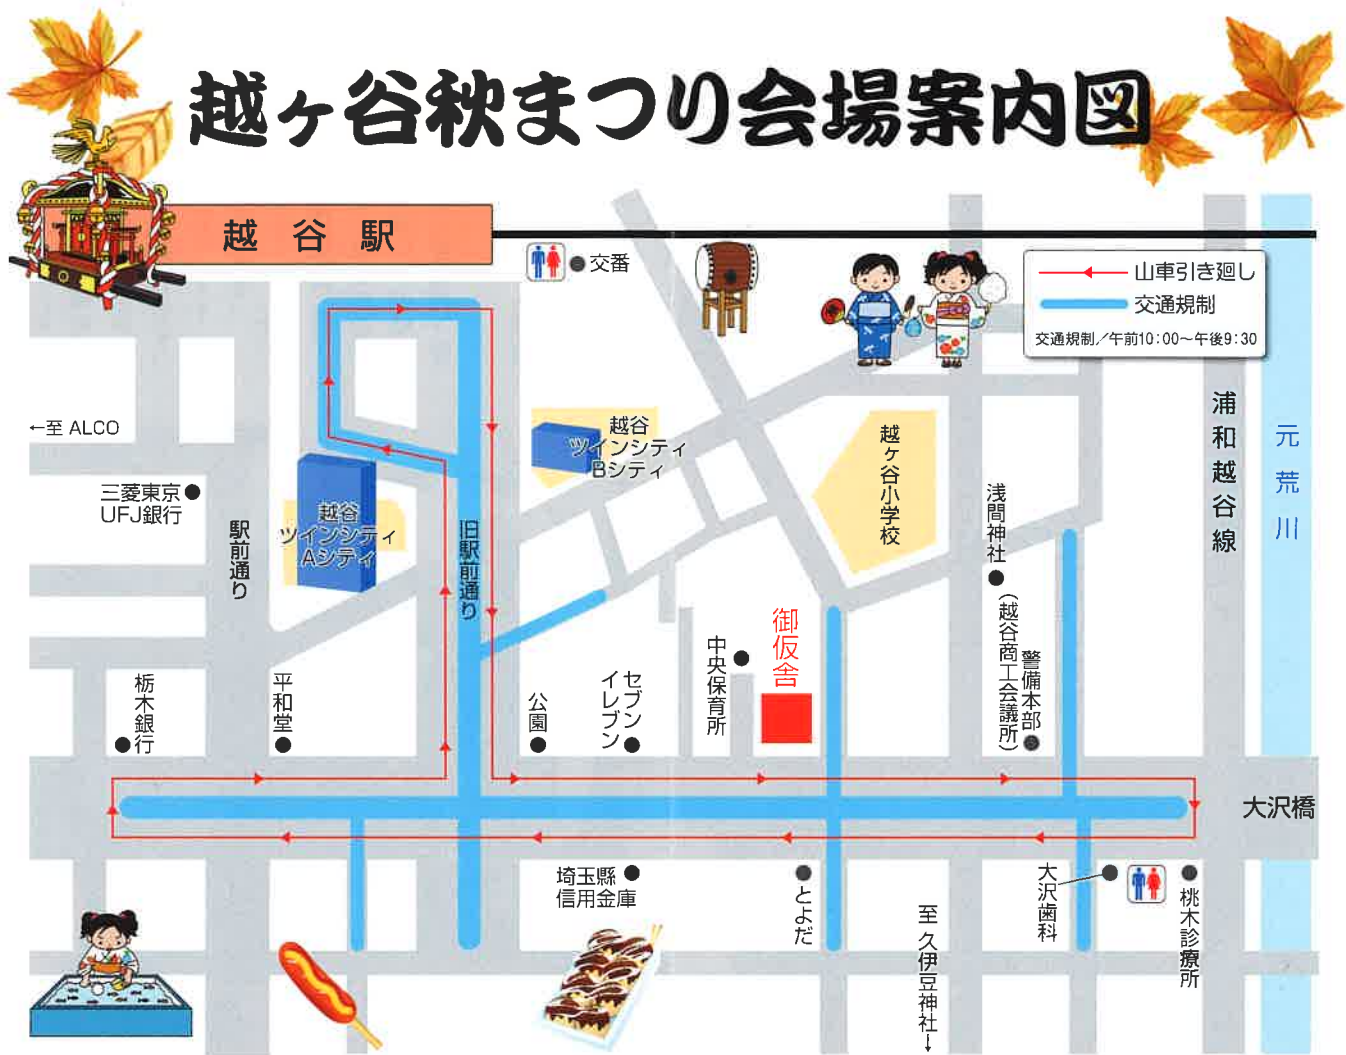 越ヶ谷秋まつり会場案内図
越谷駅
交番
山車引き廻し
交通規制
交通規制／午前10:00～午後9:30
←至 ALCO
三菱東京
UFJ銀行
駅前通り
越谷
ツインシティ
Aシティ
旧駅前通り
越谷
ツインシティ
Bシティ
越ヶ谷小学校
浅間神社
浦和越谷線
元荒川
栃木銀行
平和堂
公園
セブン
イレブン
中央保育所
御仮舎
警備本部
（越谷商工会議所）
大沢橋
埼玉縣
信用金庫
とよだ
至 久伊豆神社→
大沢歯科
桃木診療所